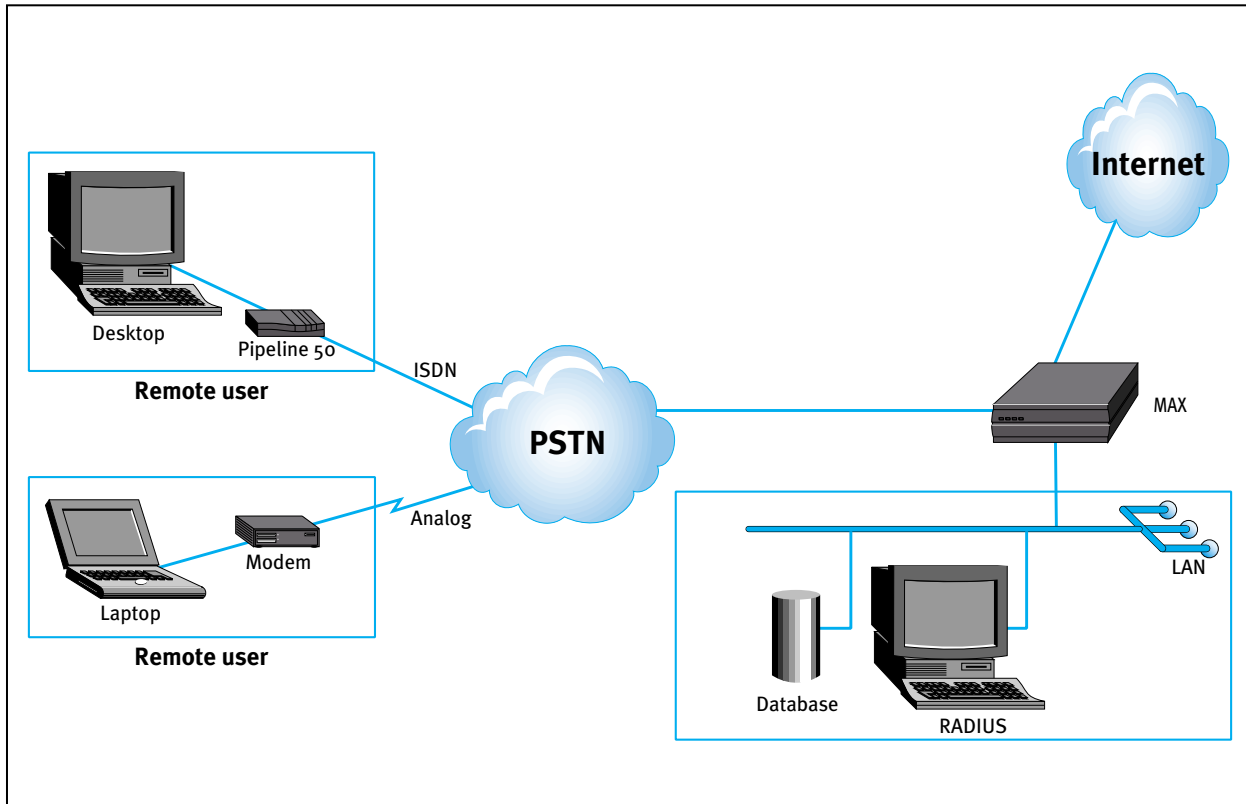 Internet
Desktop
Pipeline 50
ISDN
Remote user
MAX
PSTN
Analog
Modem
Laptop
LAN
Remote user
Database
RADIUS